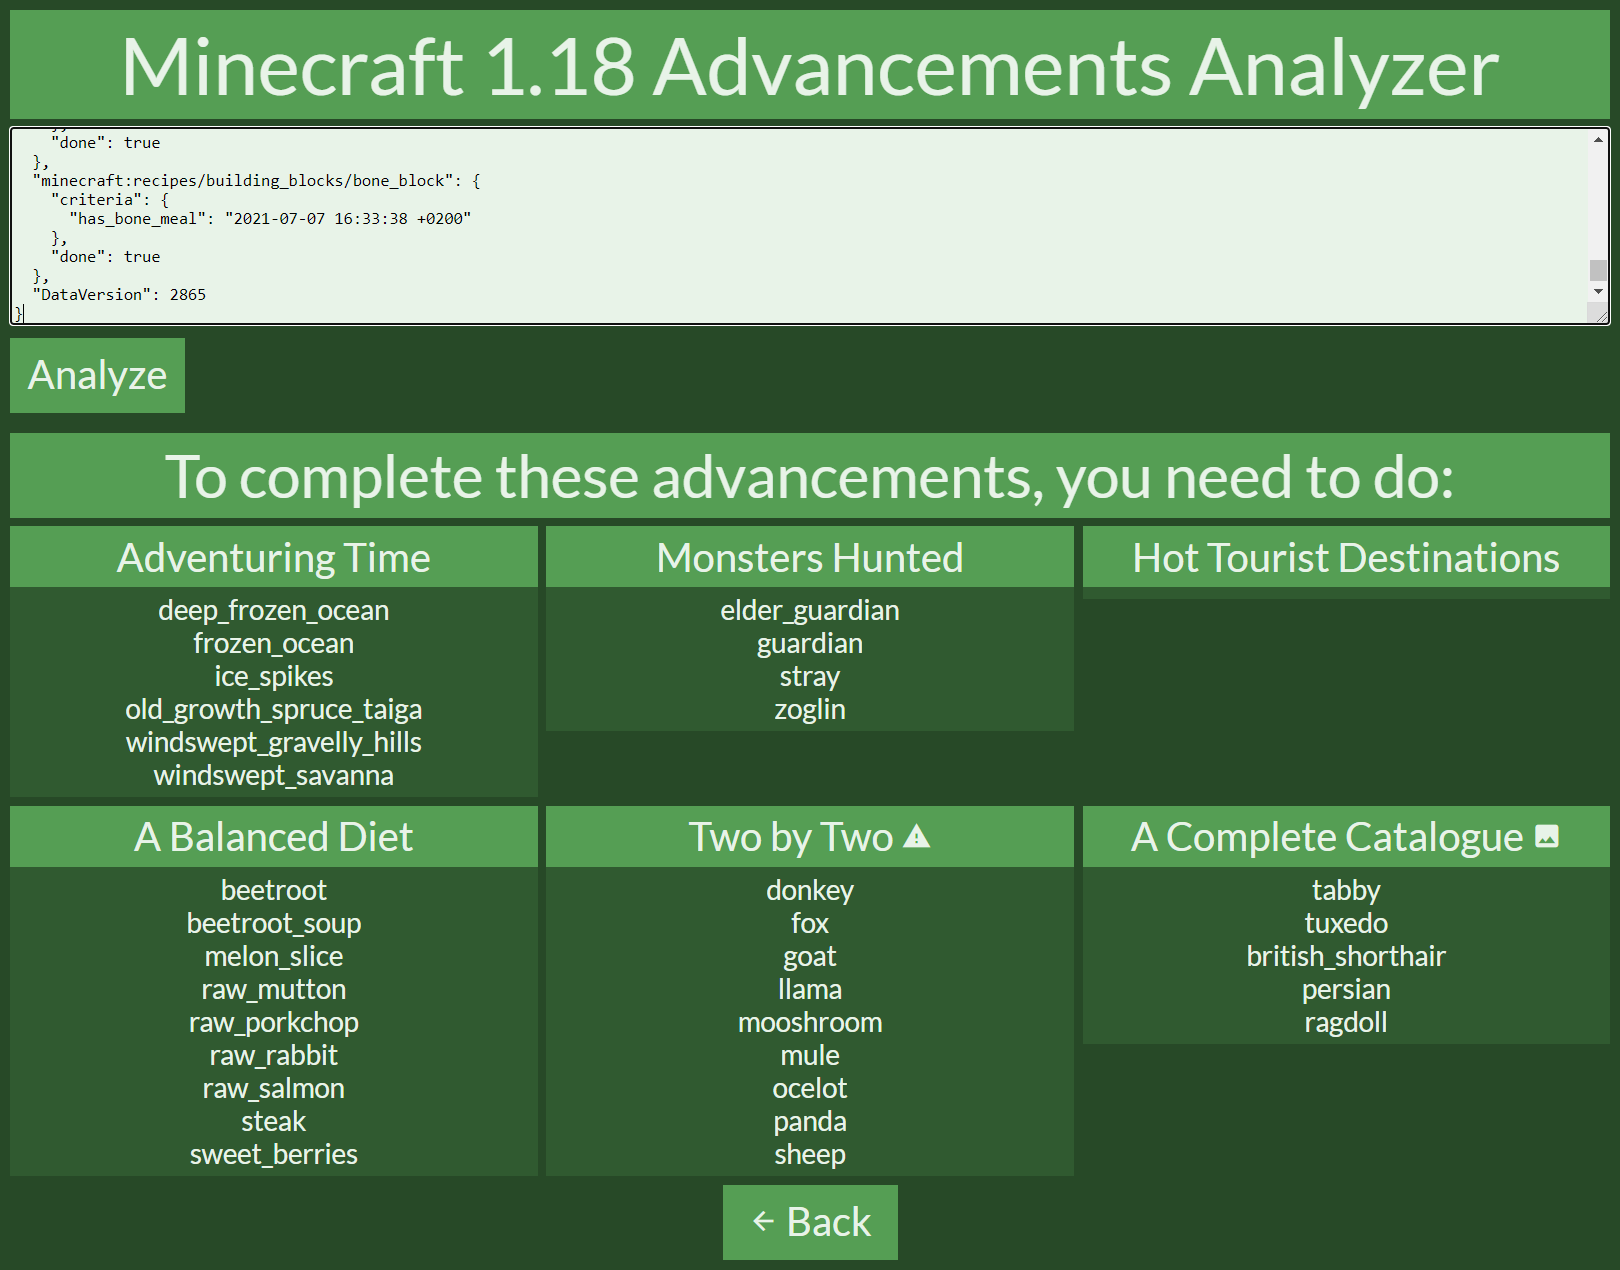 Minecraft 1.18 Advancements Analyzer
"done": true
},
"minecraft:recipes/building_blocks/bone_block": {
"criteria": {
"has_bone_meal": "2021-07-07 16:33:38 +0200"
},
"done": true
},
"DataVersion": 2865
}
Analyze
To complete these advancements, you need to do:
Adventuring Time
deep_frozen_ocean
frozen_ocean
ice_spikes
old_growth_spruce_taiga
windswept_gravelly_hills
windswept_savanna
Monsters Hunted
elder_guardian
guardian
stray
zoglin
Hot Tourist Destinations
A Balanced Diet
beetroot
beetroot_soup
melon_slice
raw_mutton
raw_porkchop
raw_rabbit
raw_salmon
steak
sweet_berries
Two by Two
donkey
fox
goat
llama
mooshroom
mule
ocelot
panda
sheep
A Complete Catalogue
tabby
tuxedo
british_shorthair
persian
ragdoll
← Back